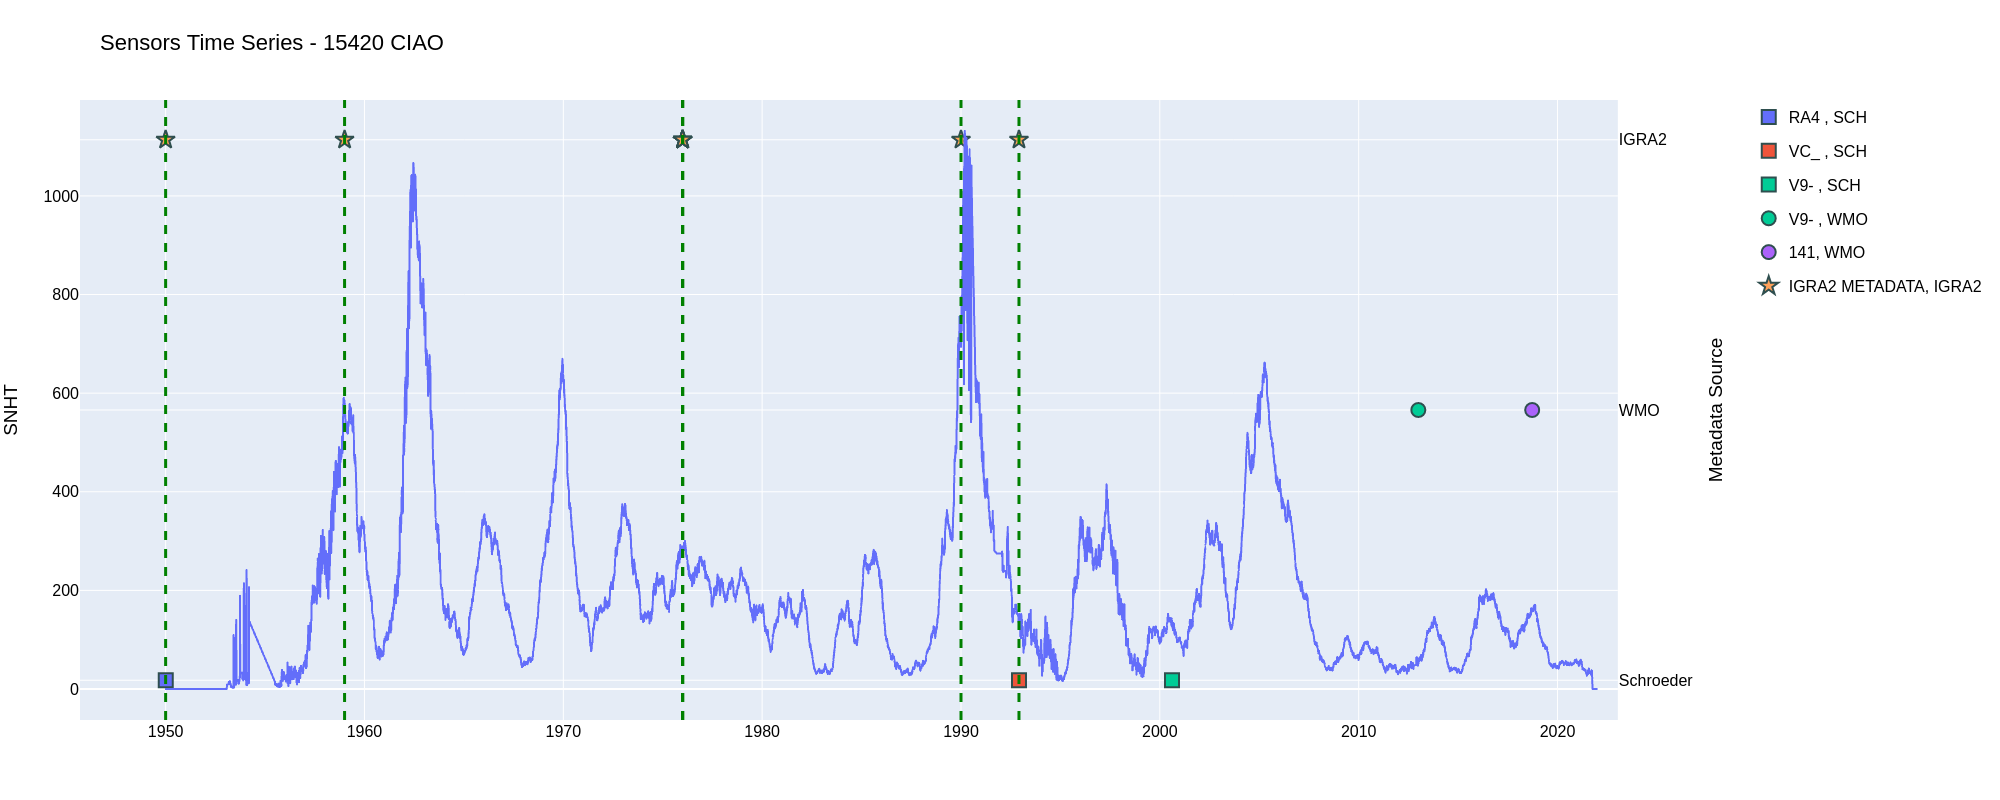 Sensors Time Series - 15420 CIAO
SNHT
1000
800
600
400
200
0
1950
1960
1970
1980
1990
2000
2010
2020
IGRA2
WMO
Schroeder
Metadata Source
RA4 , SCH
VC_ , SCH
V9- , SCH
V9- , WMO
141, WMO
IGRA2 METADATA, IGRA2